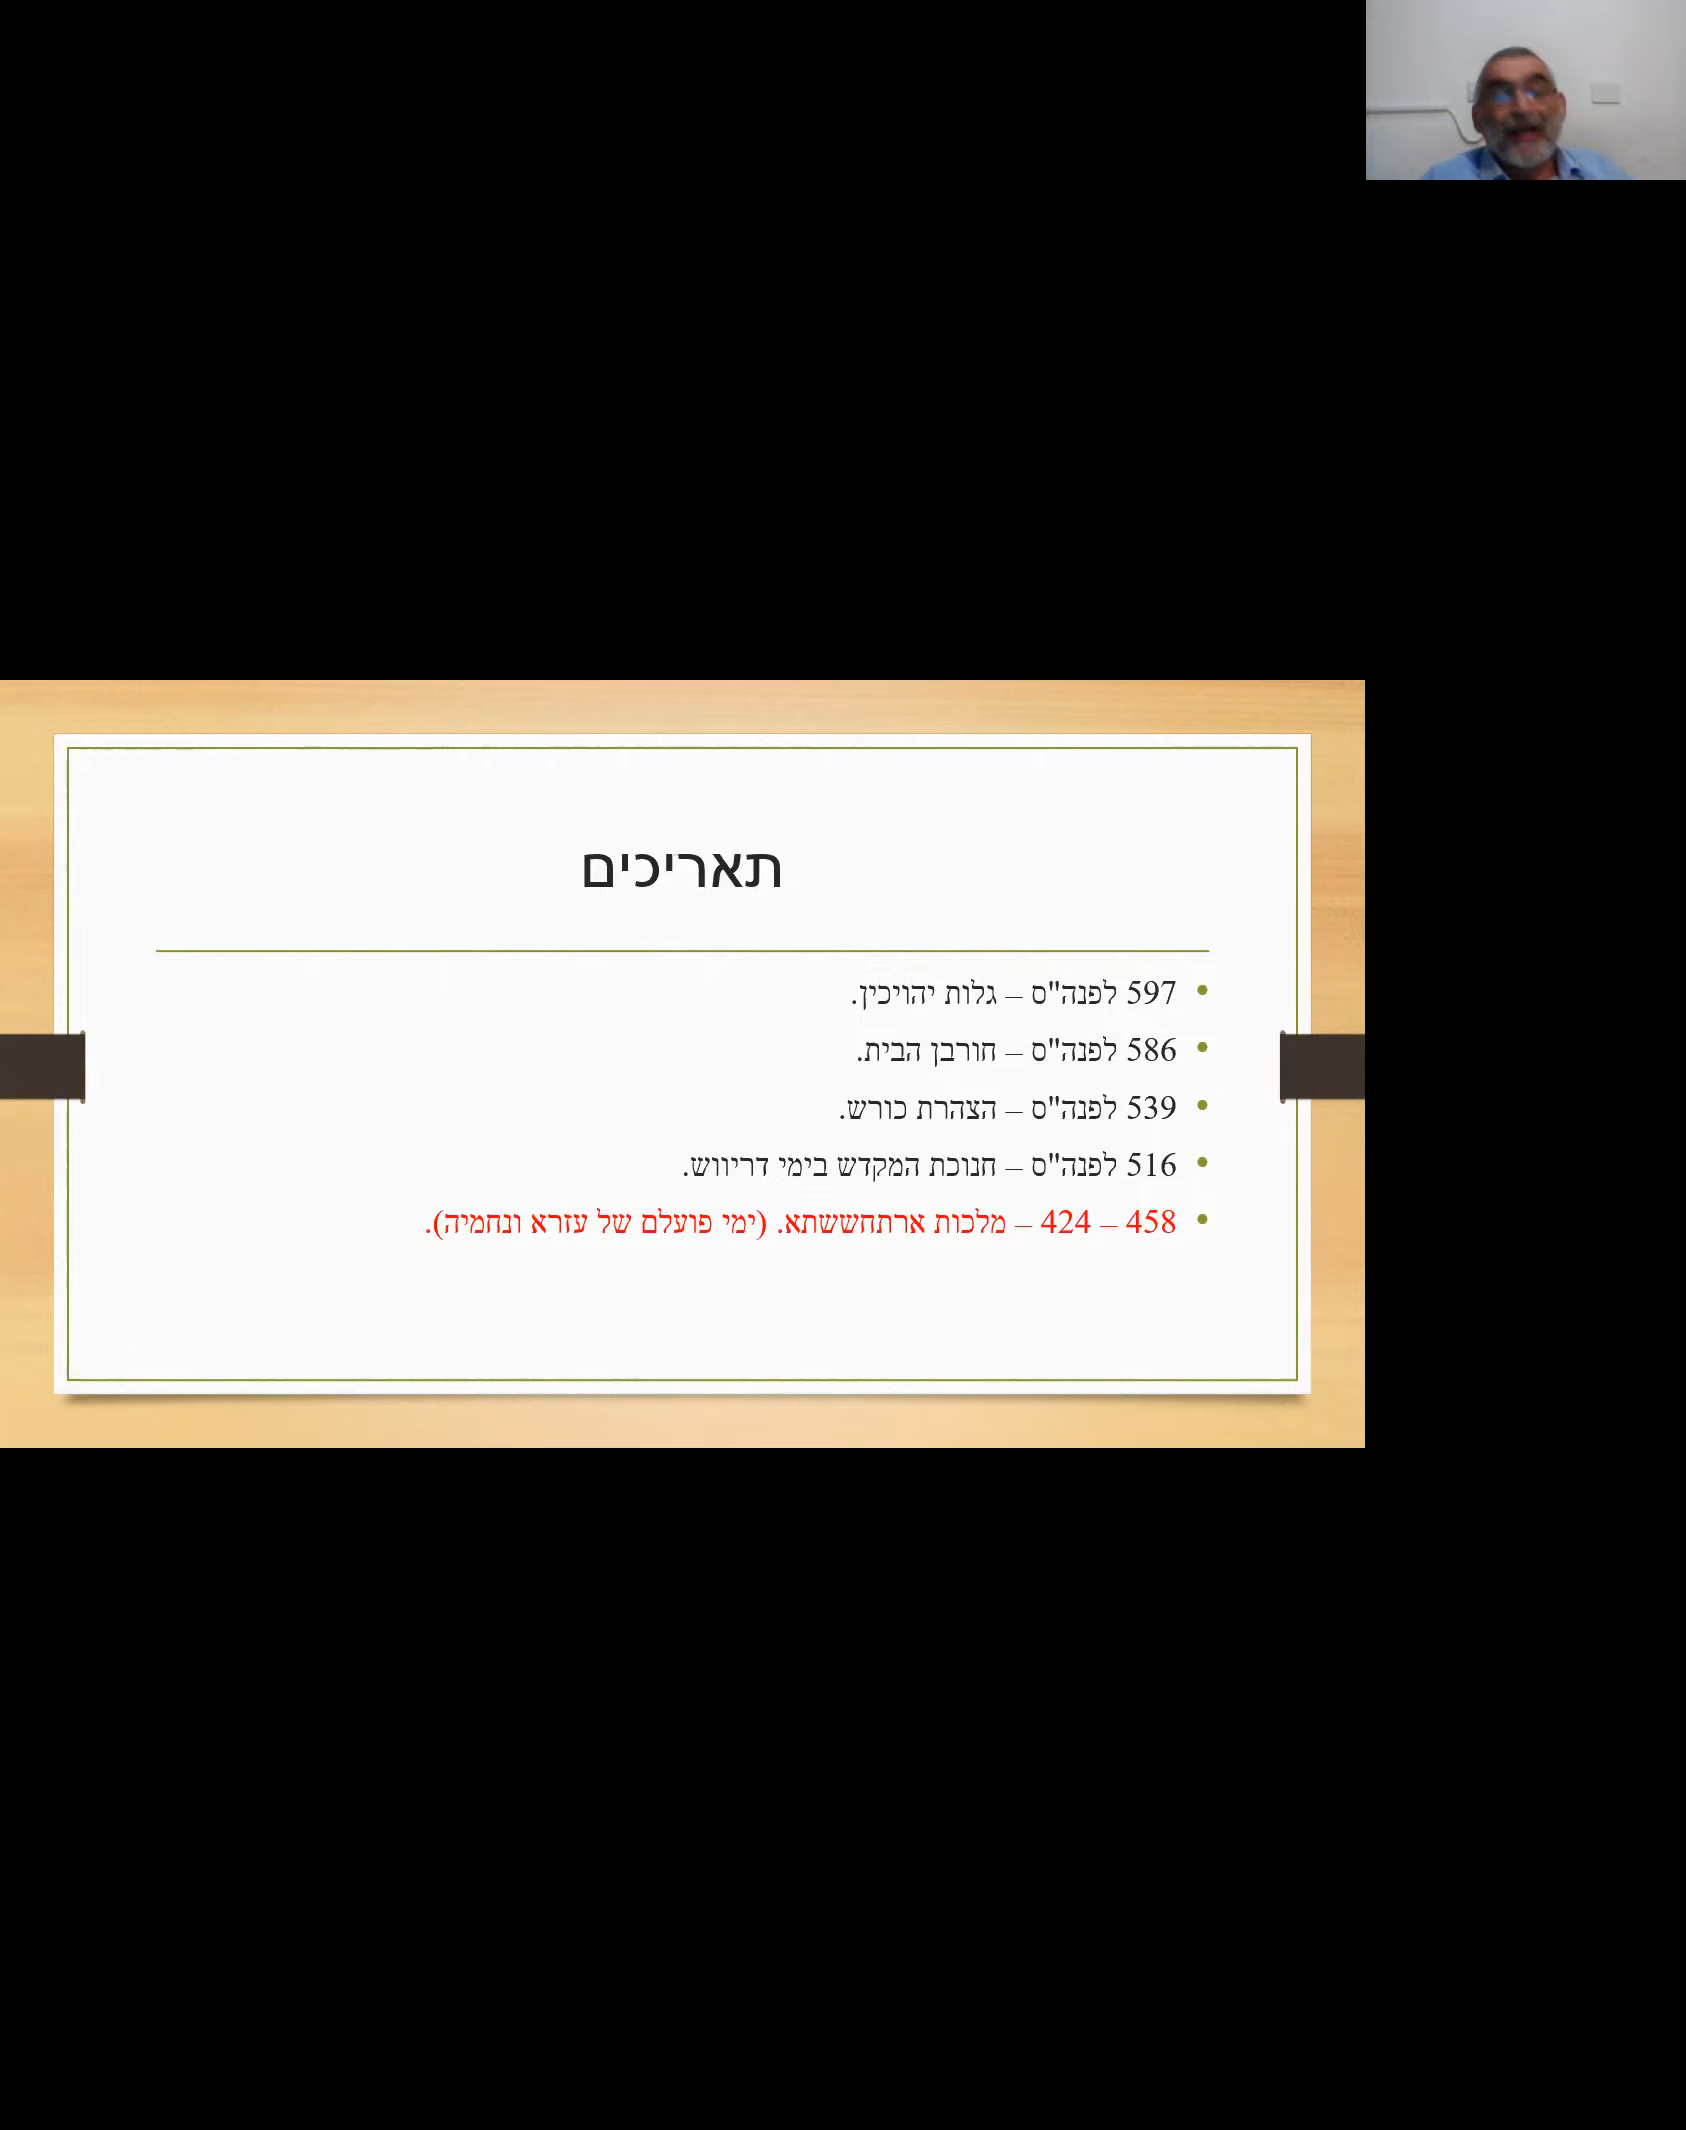 תאריכים
• 597 לפנה"ס – גלות יהויכין.
• 586 לפנה"ס – חורבן הבית.
• 539 לפנה"ס – הצהרת כורש.
• 516 לפנה"ס – חנוכת המקדש בימי דריווש.
• 458 – 424 – מלכות ארתחששתא. (ימי פועלם של עזרא ונחמיה).